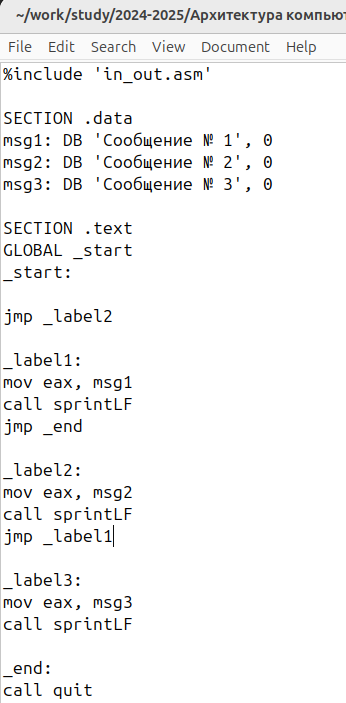 ~/work/study/2024-2025/Архитектура компью
File Edit Search View Document Help
%include 'in_out.asm'
SECTION .data
msg1: DB 'Сообщение № 1', 0
msg2: DB 'Сообщение № 2', 0
msg3: DB 'Сообщение № 3', 0
SECTION .text
GLOBAL _start
_start:
jmp _label2
_label1:
mov eax, msg1
call sprintLF
jmp _end
_label2:
mov eax, msg2
call sprintLF
jmp _label1
_label3:
mov eax, msg3
call sprintLF
_end:
call quit